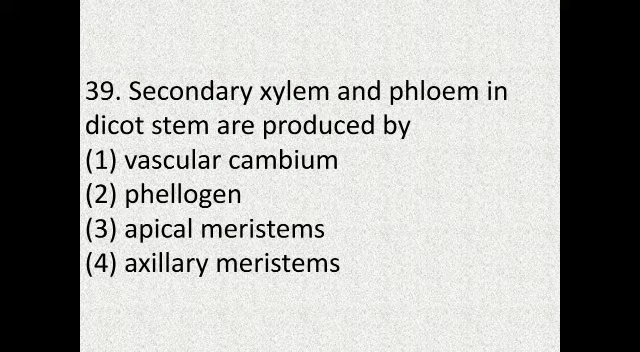 39. Secondary xylem and phloem in
dicot stem are produced by
(1) vascular cambium
(2) phellogen
(3) apical meristems
(4) axillary meristems